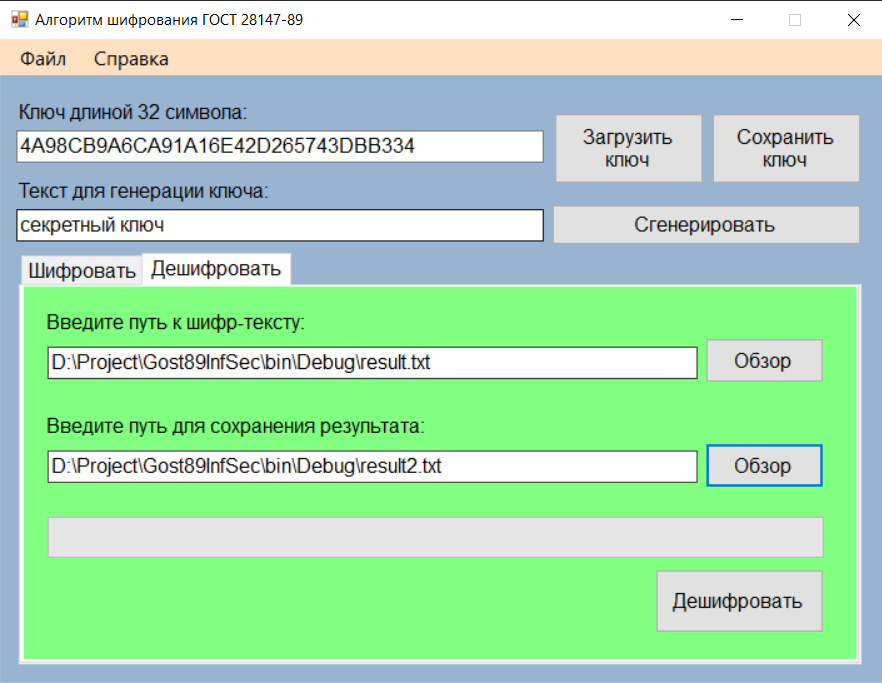 Алгоритм шифрования ГОСТ 28147-89
Файл Справка
Ключ длиной 32 символа:
4A98CB9A6CA91A16E42D265743DBB334
Загрузить
ключ
Сохранить
ключ
Текст для генерации ключа:
секретный ключ
Сгенерировать
Шифровать Дешифровать
Введите путь к шифр-тексту:
D:\Project\Gost89InfSec\bin\Debug\result.txt
Обзор
Введите путь для сохранения результата:
D:\Project\Gost89InfSec\bin\Debug\result2.txt
Обзор
Дешифровать